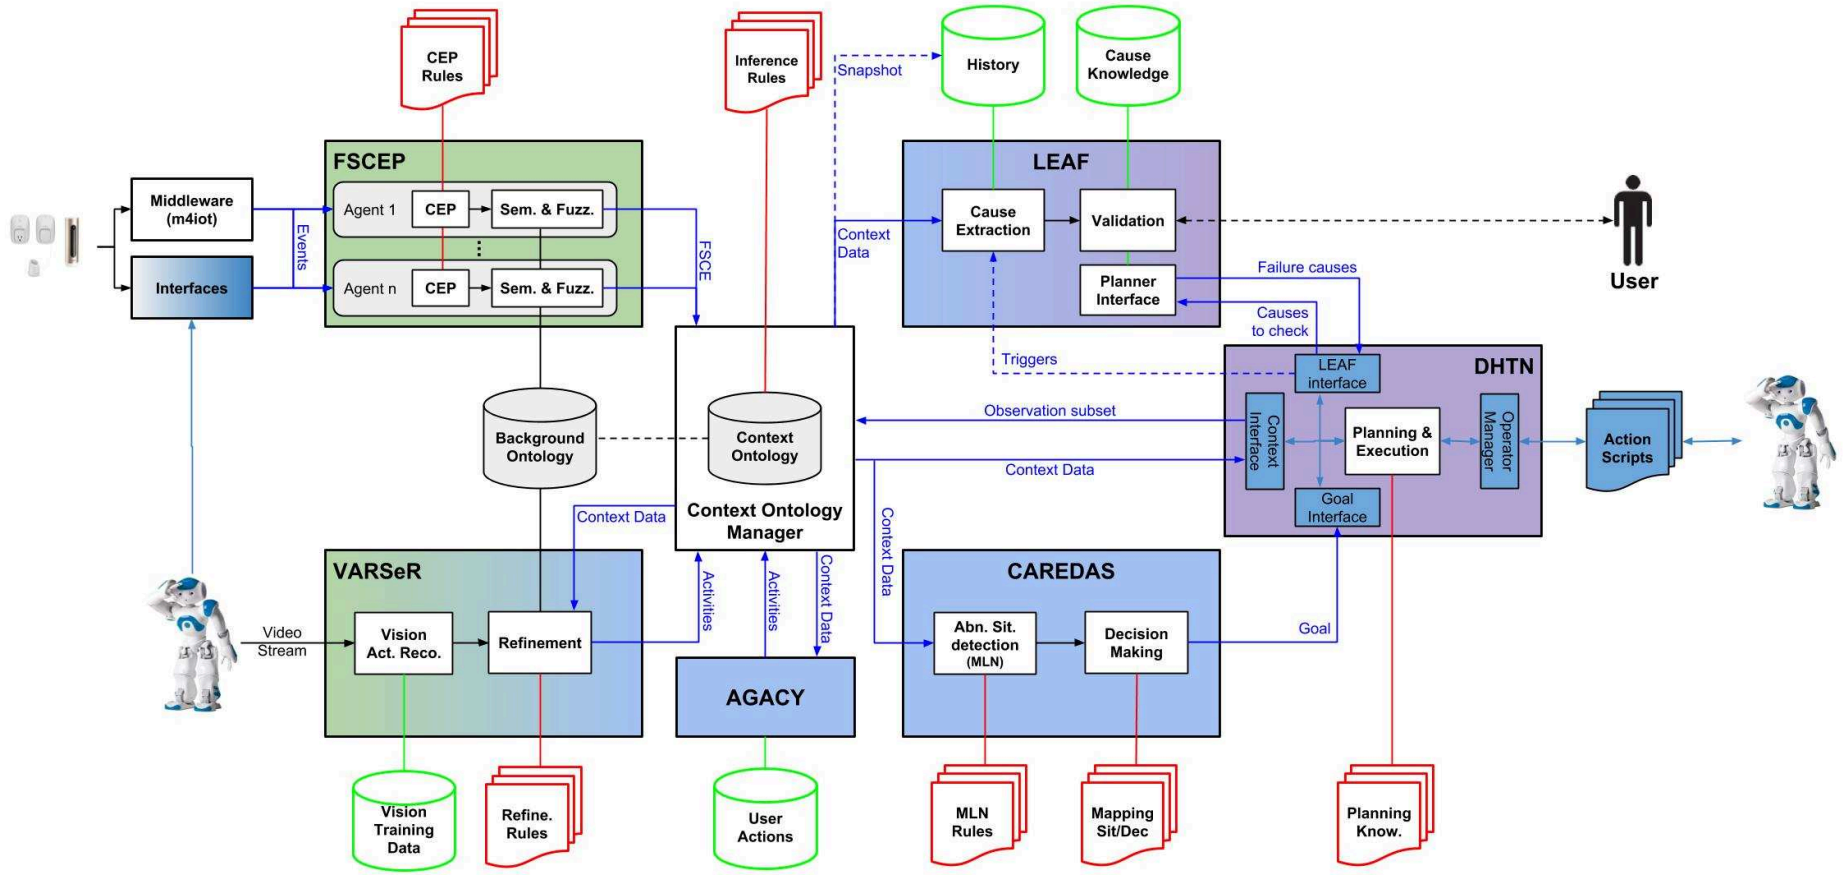 CEP
Rules
Inference
Rules
Snapshot
History
Cause
Knowledge
FSCEP
LEAF
Middleware
(m4iot)
Agent 1
CEP
Sem. & Fuzz.
Cause
Extraction
Validation
Context
Data
Events
FSCE
...
Interfaces
Agent n
CEP
Sem. & Fuzz.
Planner
Interface
Failure causes
User
Causes
to check
Triggers
LEAF
interface
DHTN
Observation subset
Background
Ontology
Context
Ontology
Context
Interface
Planning &
Execution
Operator
Manager
Action
Scripts
Context Data
Goal
Interface
Context Ontology
Manager
Context Data
Context Data
VARSeR
Activities
Activities
Context Data
CAREDAS
Video
Stream
Vision
Act. Reco.
Refinement
Abn. Sit.
detection
(MLN)
Decision
Making
Goal
AGACY
Vision
Training
Data
Refine.
Rules
User
Actions
MLN
Rules
Mapping
Sit/Dec
Planning
Know.